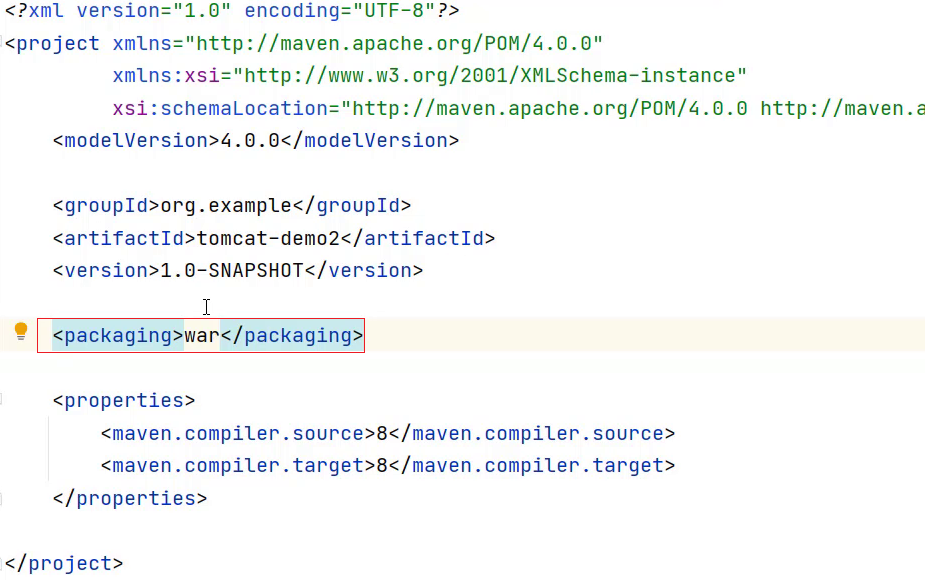 <?xml version="1.0" encoding="UTF-8"?>
<project xmlns="http://maven.apache.org/POM/4.0.0"
xmlns:xsi="http://www.w3.org/2001/XMLSchema-instance"
xsi:schemaLocation="http://maven.apache.org/POM/4.0.0 http://maven.a
<modelVersion>4.0.0</modelVersion>
<groupId>org.example</groupId>
<artifactId>tomcat-demo2</artifactId>
<version>1.0-SNAPSHOT</version>
<packaging>war</packaging>
<properties>
<maven.compiler.source>8</maven.compiler.source>
<maven.compiler.target>8</maven.compiler.target>
</properties>
</project>